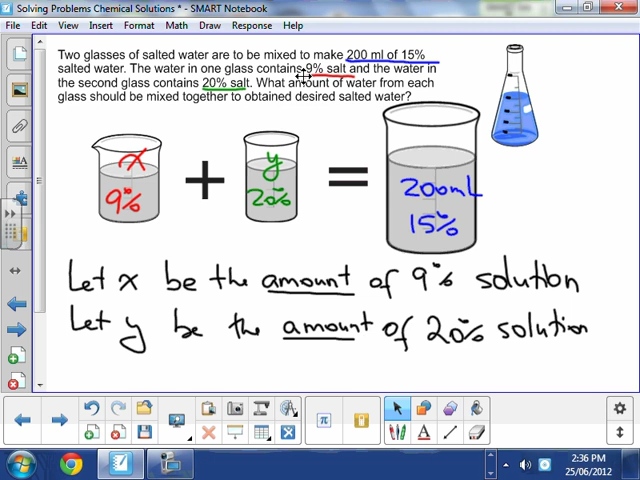 Solving Problems Chemical Solutions * - SMART Notebook
File Edit View Insert Format Math Draw Response Help
Two glasses of salted water are to be mixed to make 200 ml of 15%
salted water. The water in one glass contains 9% salt and the water in
the second glass contains 20% salt. What amount of water from each
glass should be mixed together to obtained desired salted water?
x
9%
+
y
20%
=
200mL
15%
Let x be the amount of 9% solution
Let y be the amount of 20% solution
π
A
2:36 PM
25/06/2012